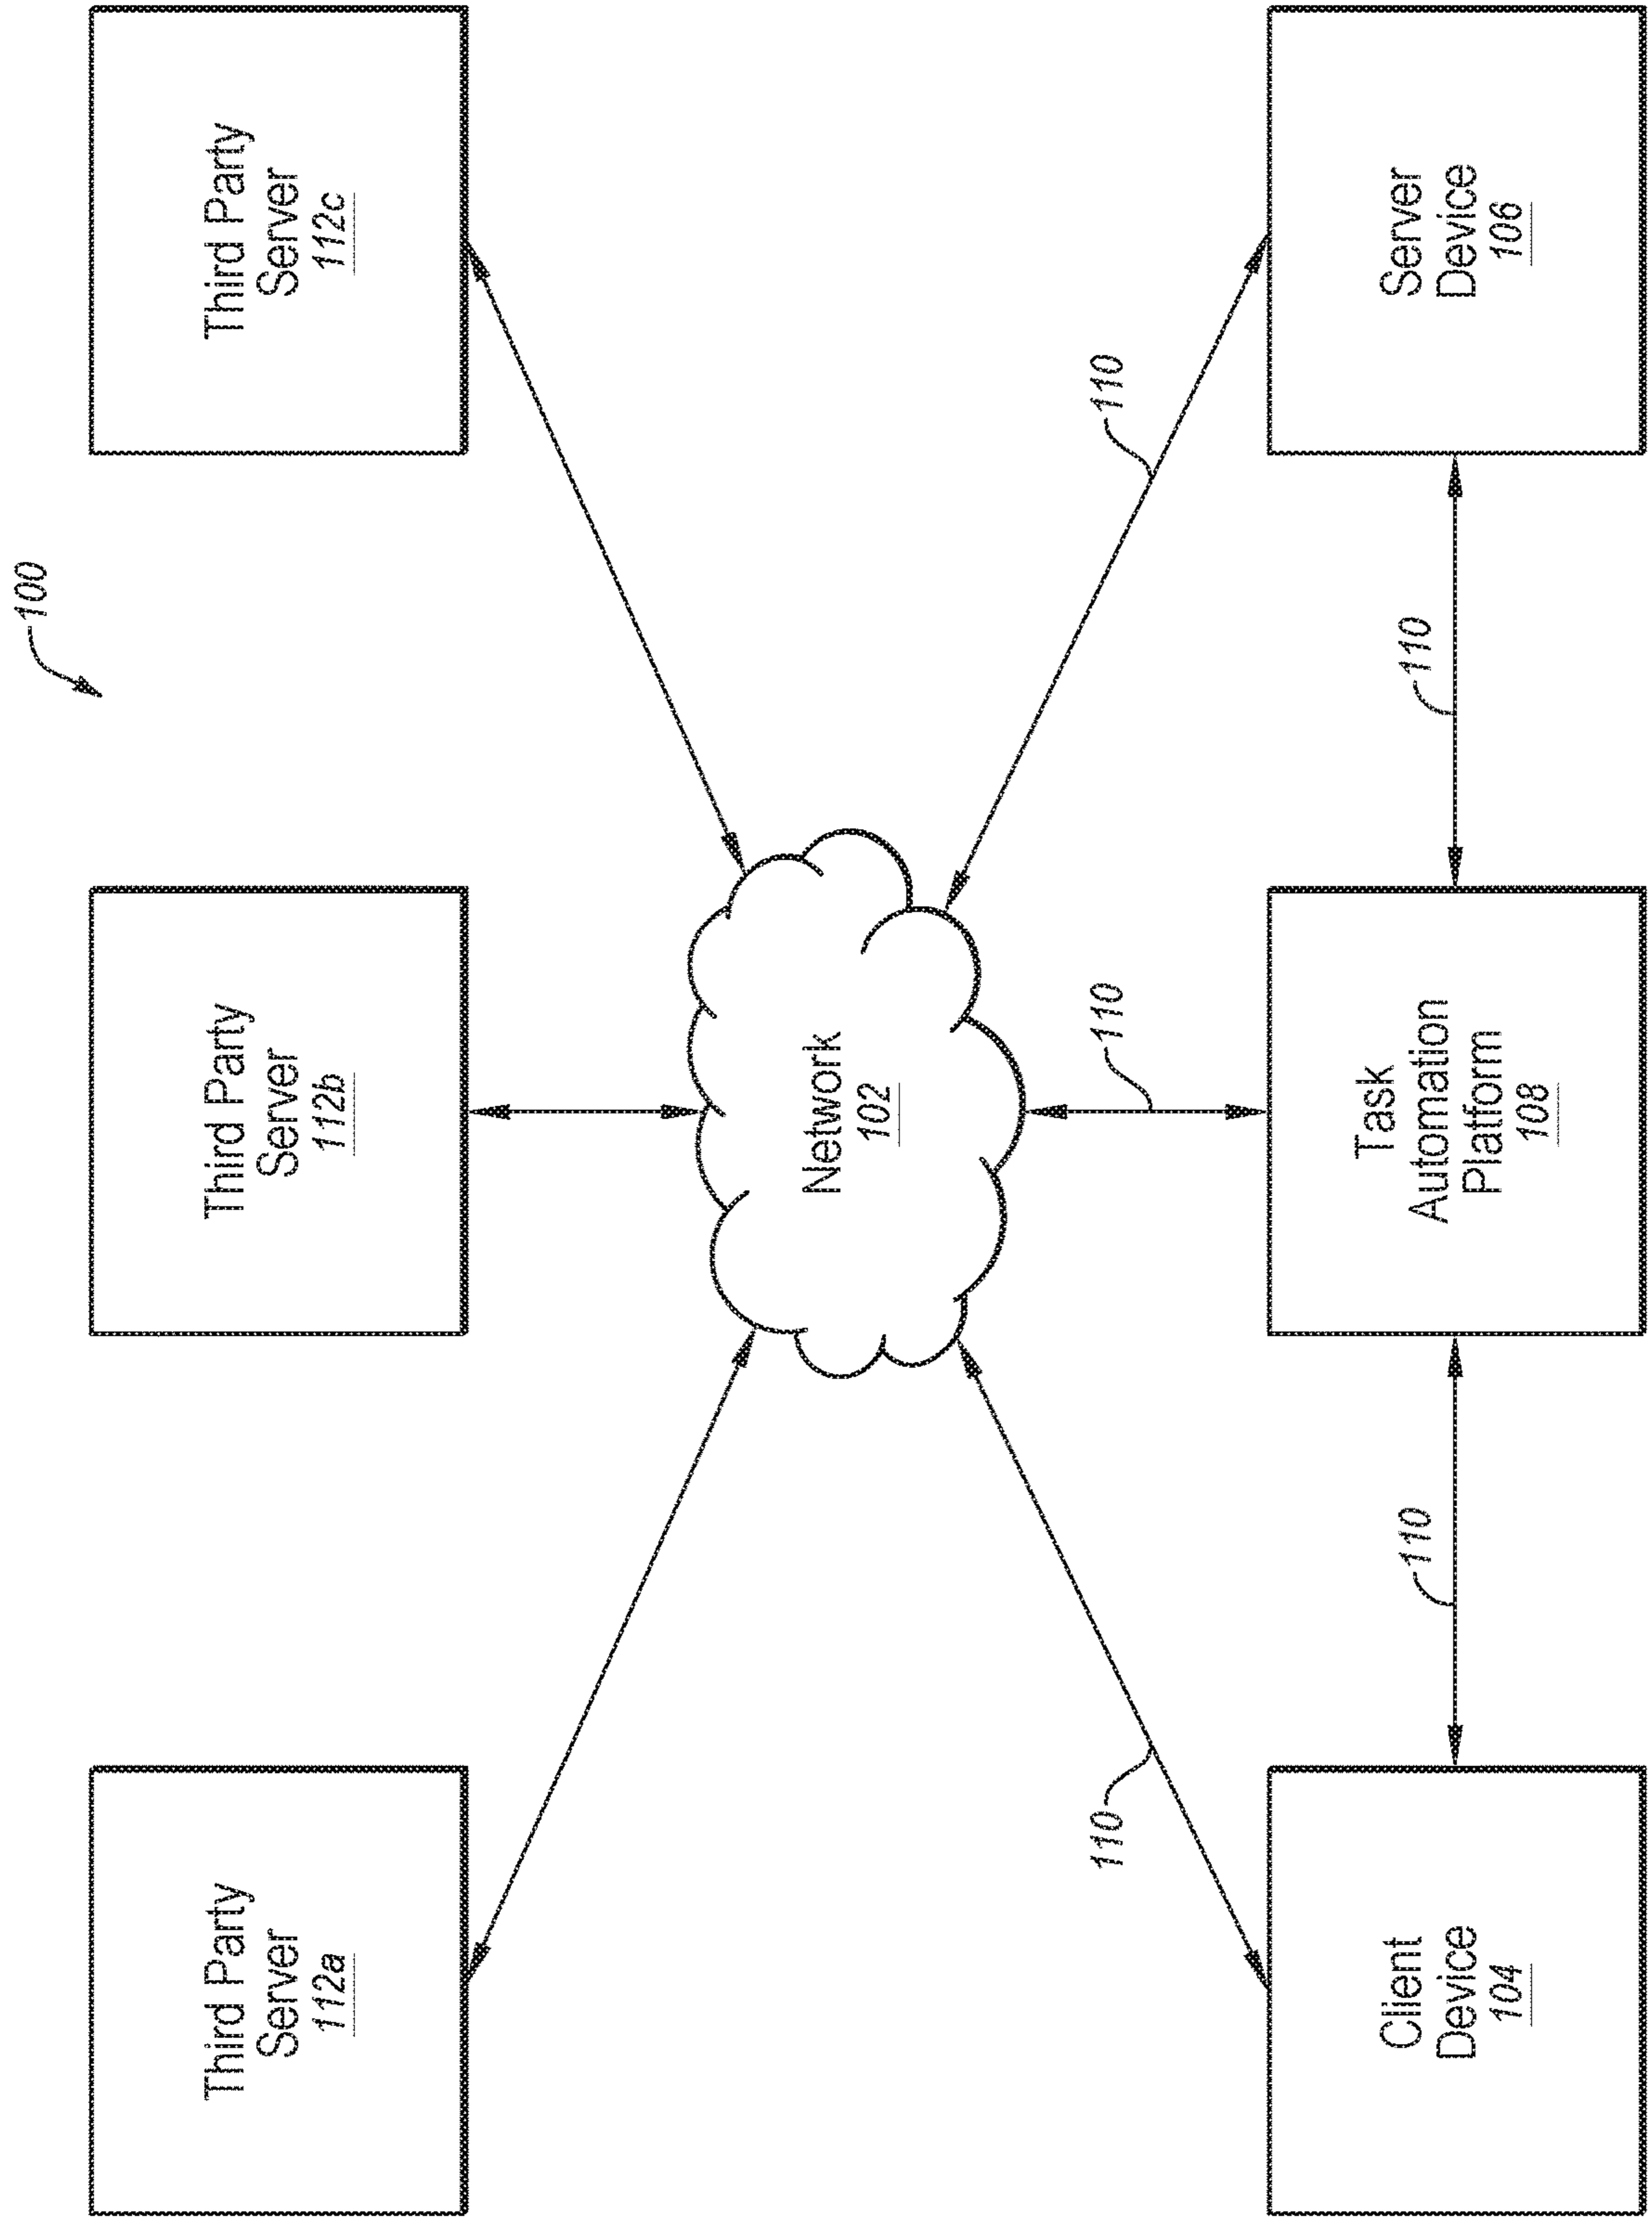 100
Third Party
Server
112a
Third Party
Server
112b
Third Party
Server
112c
Network
102
110
110
110
Client
Device
104
110
Task
Automation
Platform
108
110
Server
Device
106